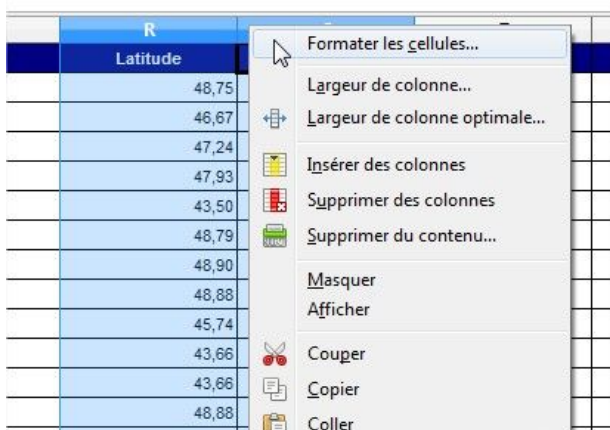 R
Latitude
48,75
46,67
47,24
47,93
43,50
48,79
48,90
48,88
45,74
43,66
43,66
48,88
Formater les cellules...
Largeur de colonne...
Largeur de colonne optimale...
Insérer des colonnes
Supprimer des colonnes
Supprimer du contenu...
Masquer
Afficher
Couper
Copier
Coller